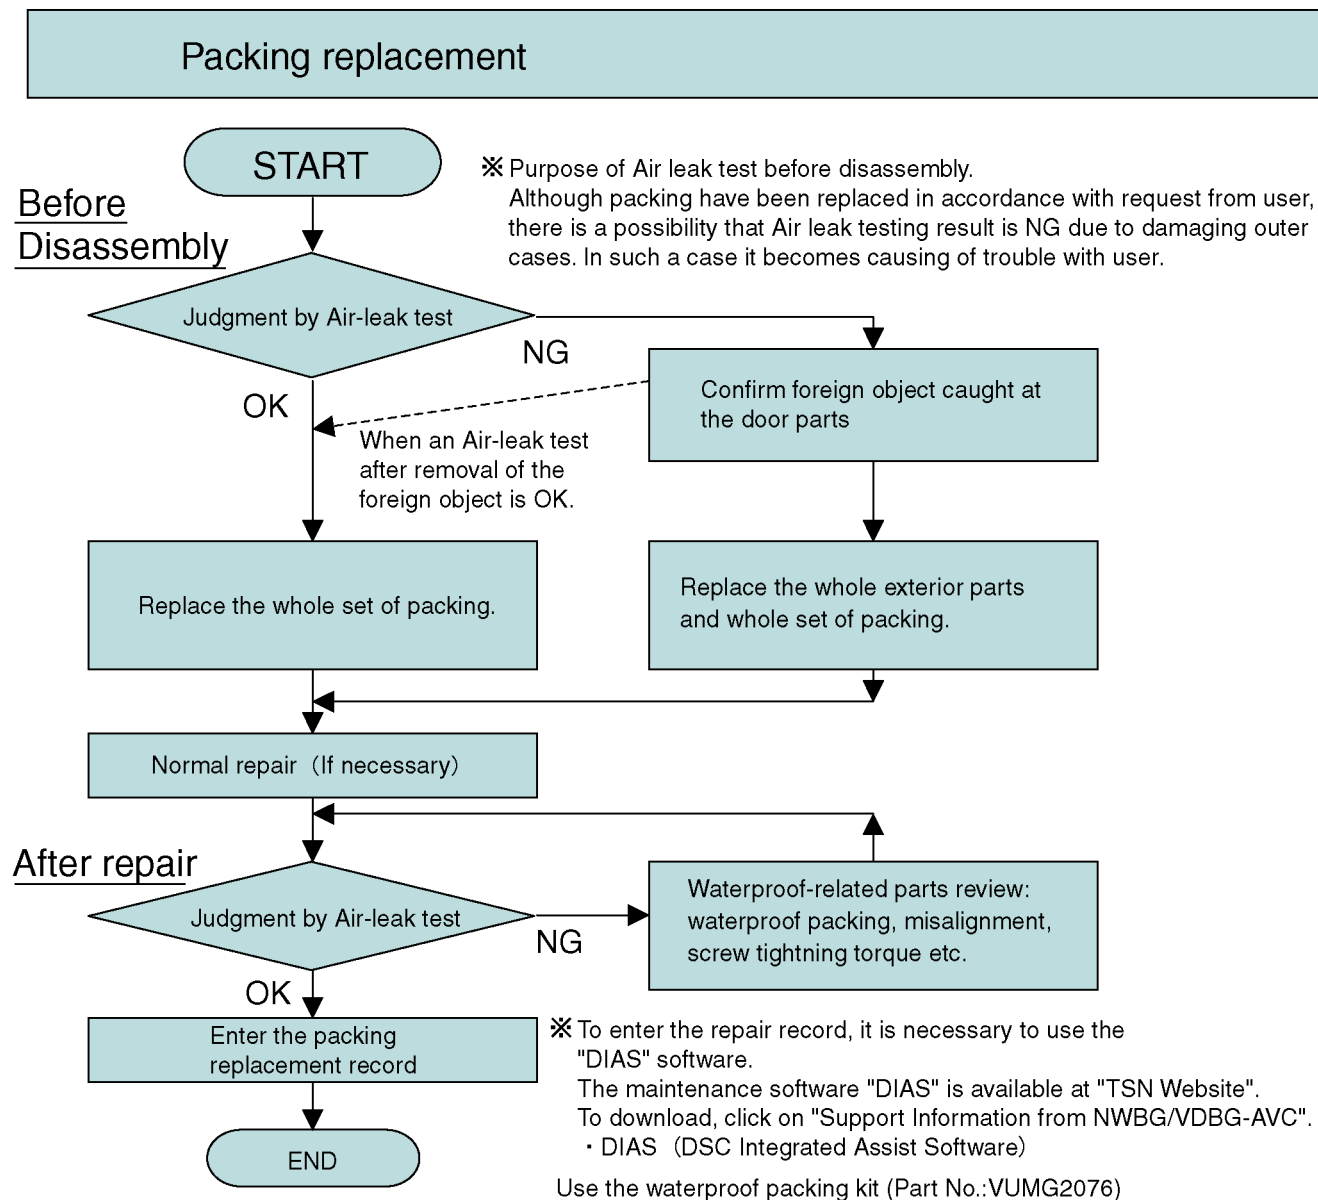 Packing replacement
START
※ Purpose of Air leak test before disassembly.
Although packing have been replaced in accordance with request from user,
there is a possibility that Air leak testing result is NG due to damaging outer
cases. In such a case it becomes causing of trouble with user.
Before
Disassembly
Judgment by Air-leak test
NG
OK
Confirm foreign object caught at
the door parts
When an Air-leak test
after removal of the
foreign object is OK.
Replace the whole set of packing.
Replace the whole exterior parts
and whole set of packing.
Normal repair（If necessary）
After repair
Judgment by Air-leak test
NG
OK
Waterproof-related parts review:
waterproof packing, misalignment,
screw tightning torque etc.
Enter the packing
replacement record
※ To enter the repair record, it is necessary to use the
"DIAS" software.
The maintenance software "DIAS" is available at "TSN Website".
To download, click on "Support Information from NWBG/VDBG-AVC".
・DIAS（DSC Integrated Assist Software）
END
Use the waterproof packing kit (Part No.:VUMG2076)